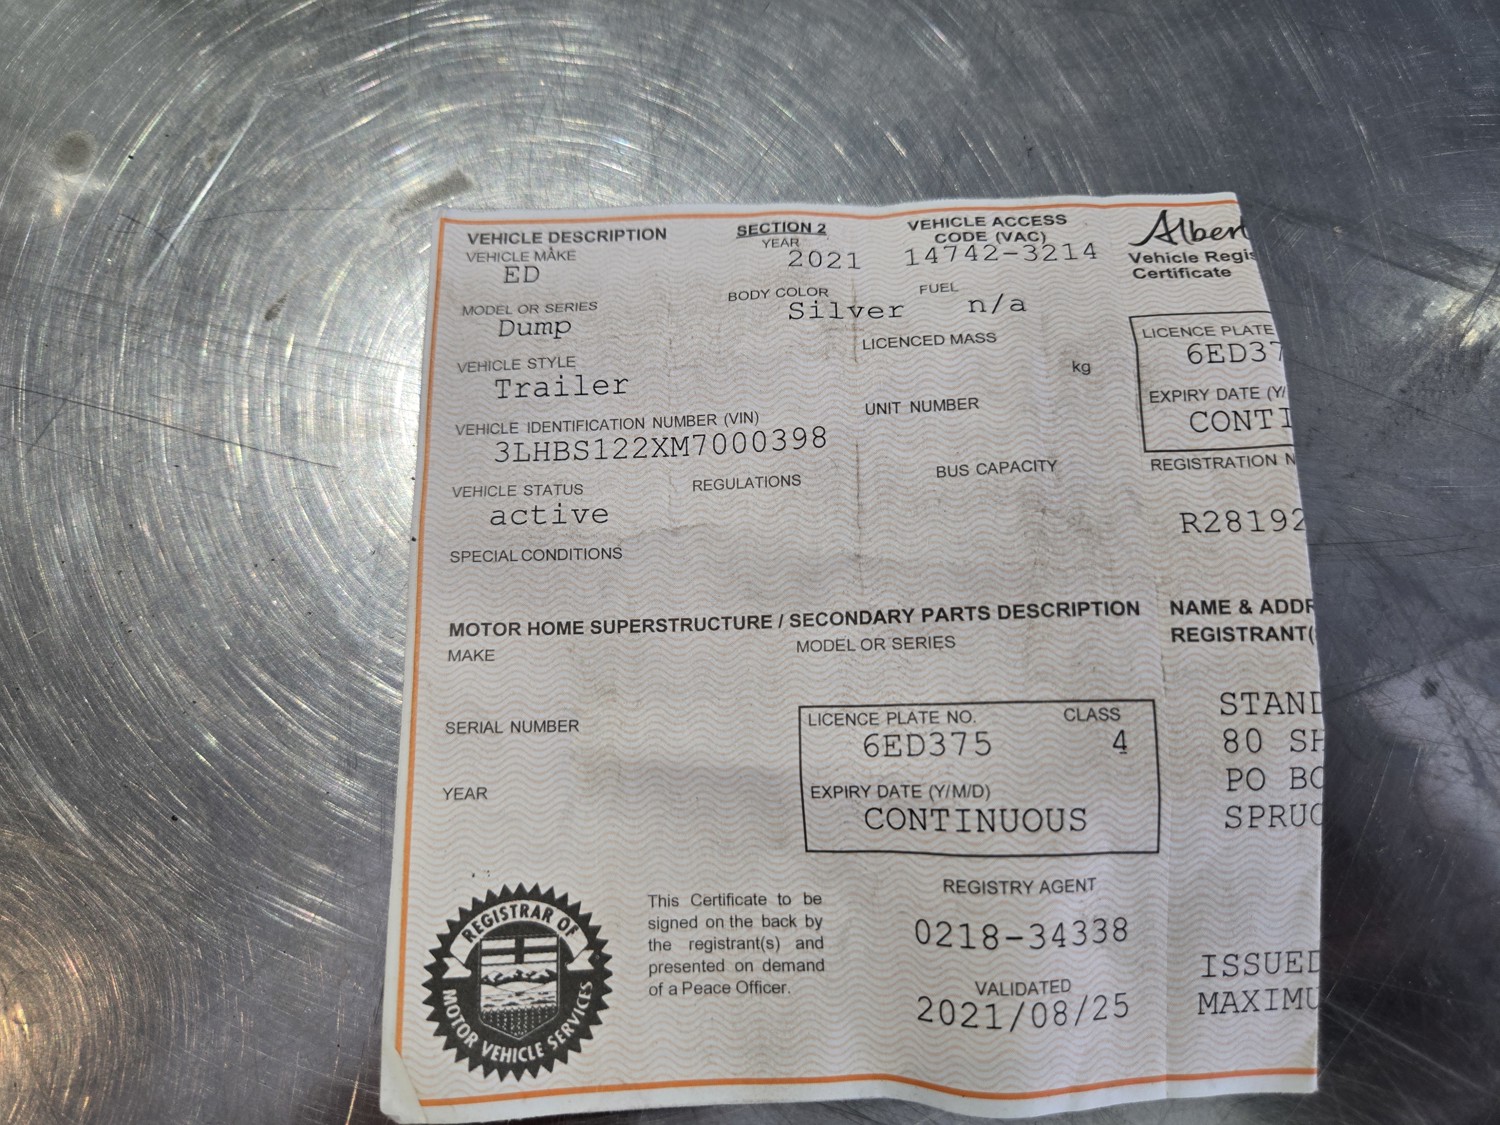 VEHICLE DESCRIPTION
VEHICLE MAKE
ED
SECTION 2
YEAR
2021
VEHICLE ACCESS
CODE (VAC)
14742-3214
MODEL OR SERIES
Dump
BODY COLOR
Silver
FUEL
n/a
VEHICLE STYLE
Trailer
LICENCED MASS
kg
VEHICLE IDENTIFICATION NUMBER (VIN)
3LHBS122XM7000398
UNIT NUMBER
VEHICLE STATUS
active
REGULATIONS
BUS CAPACITY
SPECIAL CONDITIONS
MOTOR HOME SUPERSTRUCTURE / SECONDARY PARTS DESCRIPTION
MAKE
MODEL OR SERIES
SERIAL NUMBER
YEAR
LICENCE PLATE NO.
CLASS
6ED375
4
EXPIRY DATE (Y/M/D)
CONTINUOUS
REGISTRAR OF
MOTOR VEHICLE SERVICES
This Certificate to be
signed on the back by
the registrant(s) and
presented on demand
of a Peace Officer.
REGISTRY AGENT
0218-34338
VALIDATED
2021/08/25
Alber
Vehicle Regis
Certificate
LICENCE PLATE
6ED37
EXPIRY DATE (Y/
CONTI
REGISTRATION N
R28192
NAME & ADDR
REGISTRANT(
STAND
80 SH
PO BO
SPRUC
ISSUED
MAXIMU